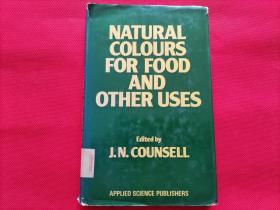 NATURAL
COLOURS
FOR FOOD
AND
OTHER USES
Edited by
J.N. COUNSELL
APPLIED SCIENCE PUBLISHERS